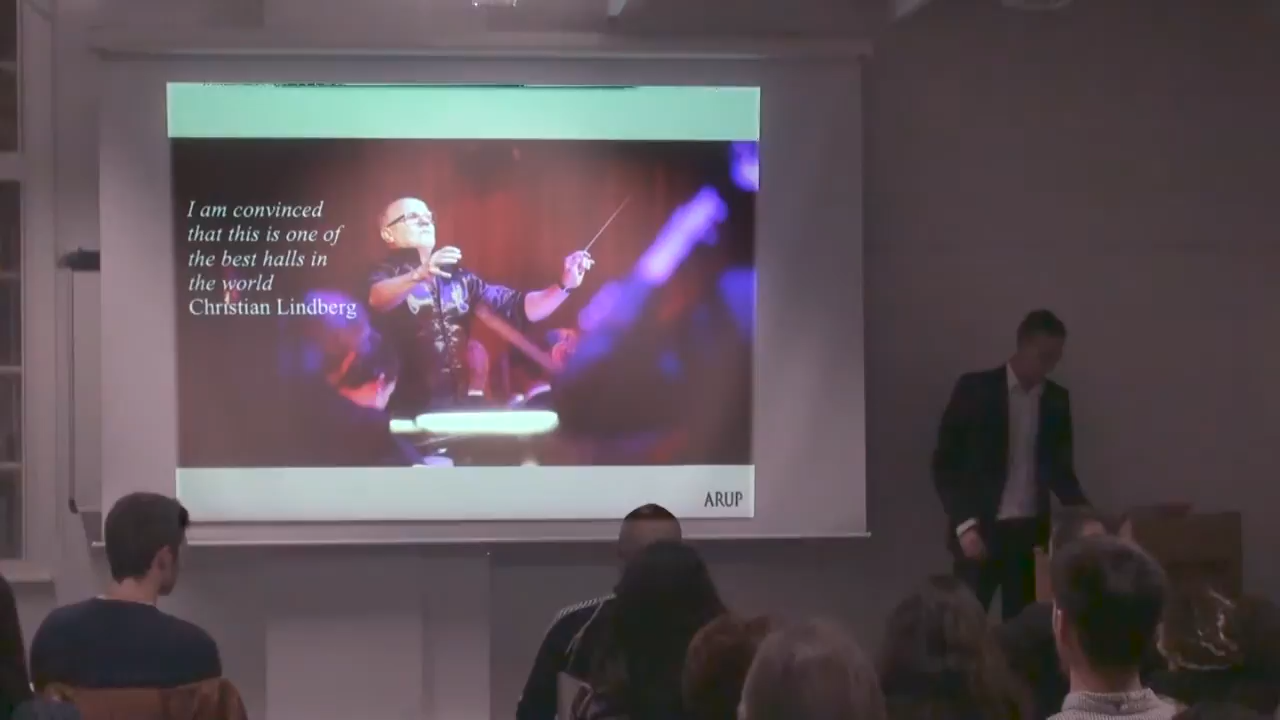 I am convinced
that this is one of
the best halls in
the world
Christian Lindberg
ARUP